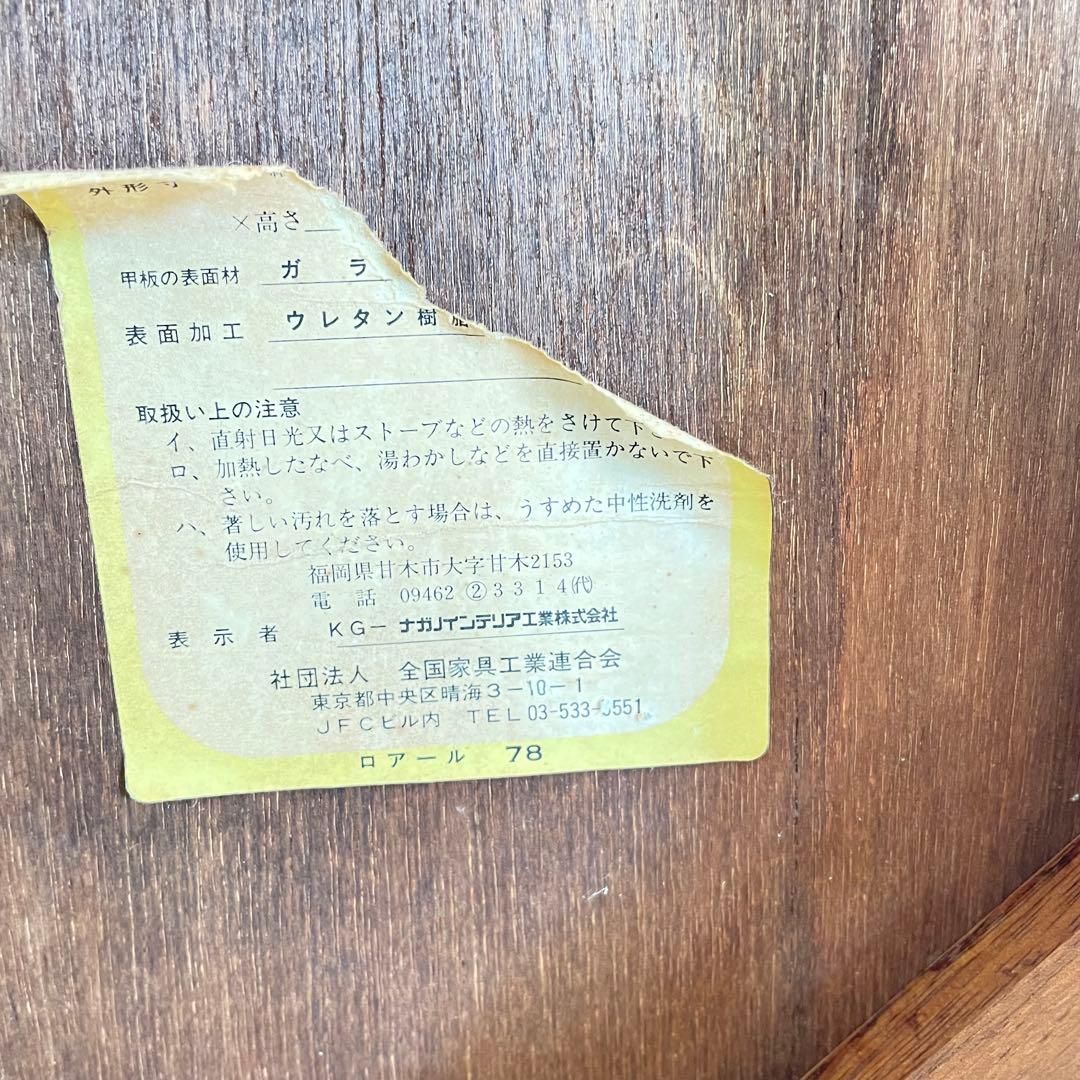 外形寸
×高さ
甲板の表面材 ガラ
表面加工 ウレタン樹脂
取扱い上の注意
イ、直射日光又はストーブなどの熱をさけて下さ
ロ、加熱したなべ、湯わかしなどを直接置かないで下
さい。
ハ、著しい汚れを落とす場合は、うすめた中性洗剤を
使用してください。
福岡県甘木市大字甘木2153
電話 09462②3314㈹
表示者 KG-ナガノインテリア工業株式会社
社団法人 全国家具工業連合会
東京都中央区晴海3-10-1
JFCビル内 TEL 03-533-5551
ロアール 78